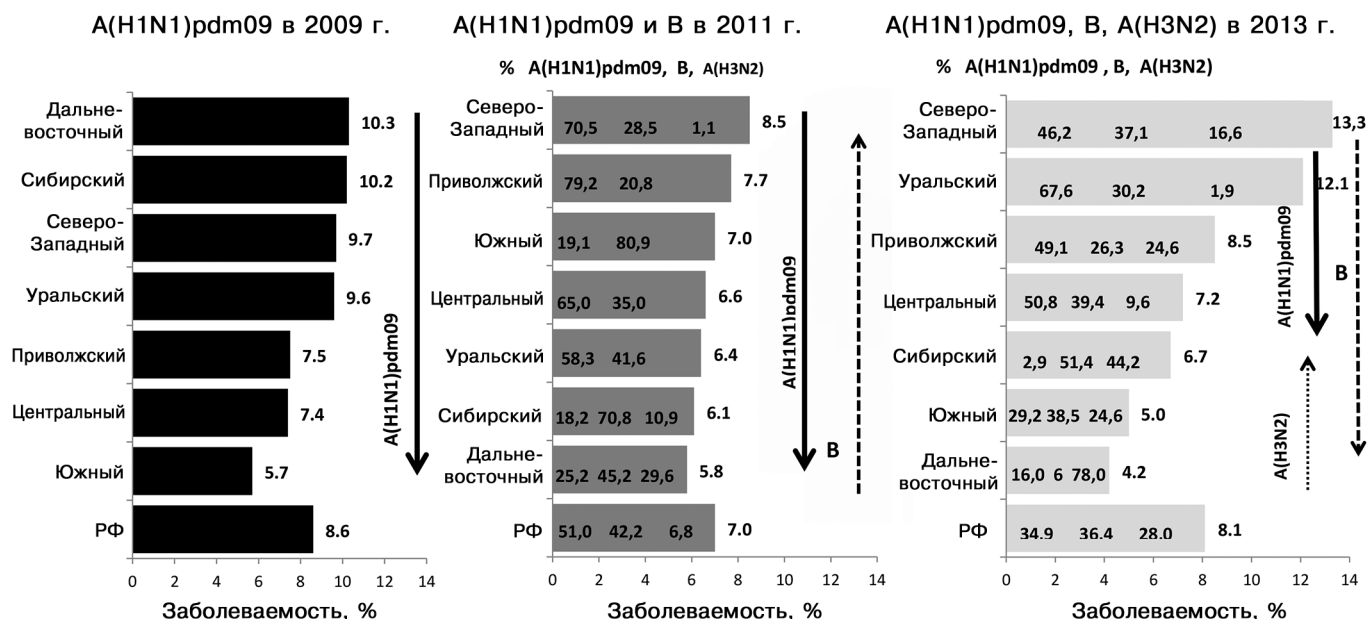 A(H1N1)pdm09 в 2009 г.
Дальне-
восточный
10.3
Сибирский
10.2
Северо-
Западный
9.7
Уральский
9.6
Приволжский
7.5
Центральный
7.4
Южный
5.7
РФ
8.6
A(H1N1)pdm09
0 2 4 6 8 10 12 14
Заболеваемость, %
A(H1N1)pdm09 и B в 2011 г.
% A(H1N1)pdm09, B, A(H3N2)
Северо-
Западный
70,5 28,5 1,1 8.5
Приволжский
79,2 20,8 7.7
Южный
19,1 80,9 7.0
Центральный
65,0 35,0 6.6
Уральский
58,3 41,6 6.4
Сибирский
18,2 70,8 10,9 6.1
Дальне-
восточный
25,2 45,2 29,6 5.8
РФ
51,0 42,2 6,8 7.0
A(H1N1)pdm09
B
0 2 4 6 8 10 12 14
Заболеваемость, %
A(H1N1)pdm09, B, A(H3N2) в 2013 г.
% A(H1N1)pdm09 , B, A(H3N2)
Северо-
Западный
46,2 37,1 16,6 13,3
Уральский
67,6 30,2 1,9 12.1
Приволжский
49,1 26,3 24,6 8.5
Центральный
50,8 39,4 9,6 7.2
Сибирский
2,9 51,4 44,2 6.7
Южный
29,2 38,5 24,6 5.0
Дальне-
восточный
16,0 6 78,0 4.2
РФ
34.9 36.4 28.0 8.1
A(H1N1)pdm09
B
A(H3N2)
0 2 4 6 8 10 12 14
Заболеваемость, %